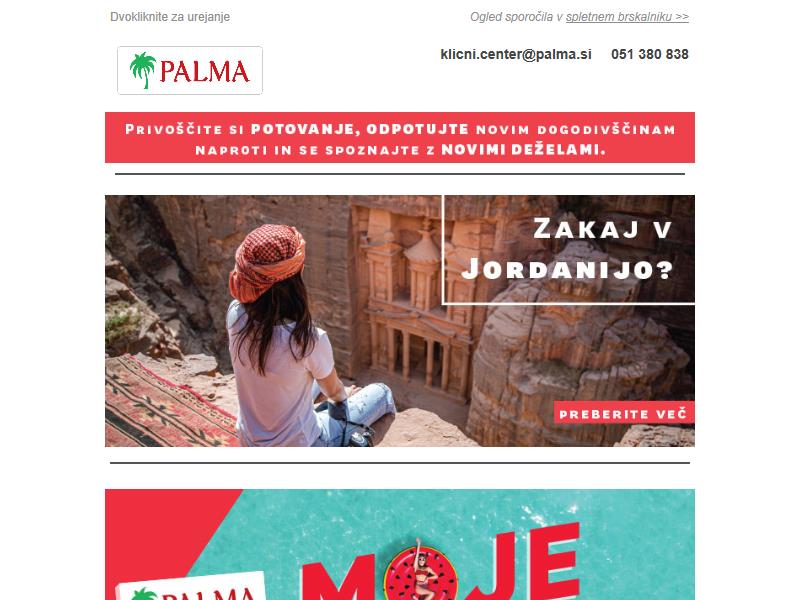 Dvokliknite za urejanje
Ogled sporočila v spletnem brskalniku >>
PALMA
klicni.center@palma.si 051 380 838
PRIVOŠČITE SI POTOVANJE, ODPOTUJTE NOVIM DOGODIVŠČINAM
NAPROTI IN SE SPOZNAJTE Z NOVIMI DEŽELAMI.
ZAKAJ V
JORDANIJO?
PREBERITE VEČ
MOJE
PALMA